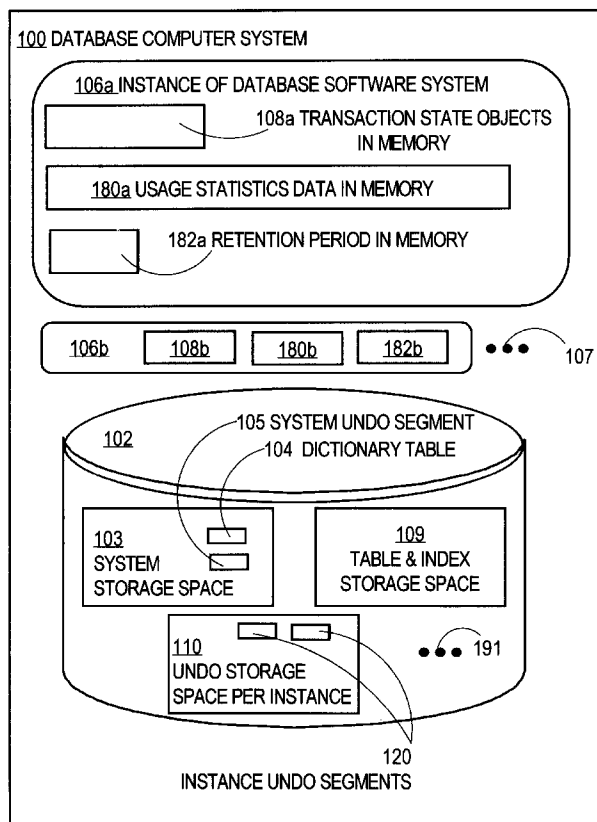 100 DATABASE COMPUTER SYSTEM
106a INSTANCE OF DATABASE SOFTWARE SYSTEM
108a TRANSACTION STATE OBJECTS
IN MEMORY
180a USAGE STATISTICS DATA IN MEMORY
182a RETENTION PERIOD IN MEMORY
106b 108b 180b 182b
107
105 SYSTEM UNDO SEGMENT
102
104 DICTIONARY TABLE
103
SYSTEM
STORAGE SPACE
109
TABLE & INDEX
STORAGE SPACE
110
UNDO STORAGE
SPACE PER INSTANCE
191
120
INSTANCE UNDO SEGMENTS